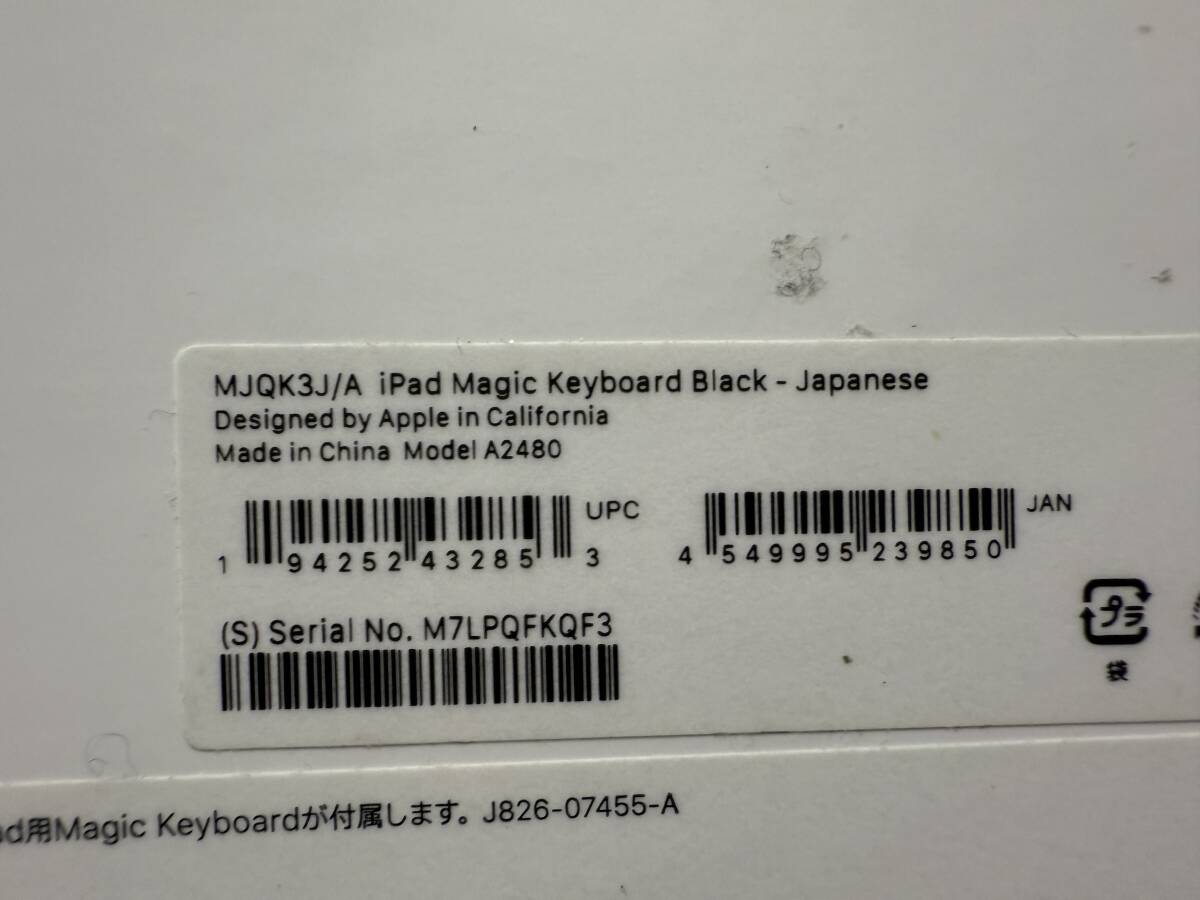 MJQK3J/A iPad Magic Keyboard Black - Japanese
Designed by Apple in California
Made in China Model A2480
1 94252 43285 3 UPC
4 549995 239850 JAN
(S) Serial No. M7LPQFKQF3
プラ
袋
用Magic Keyboardが付属します。 J826-07455-A